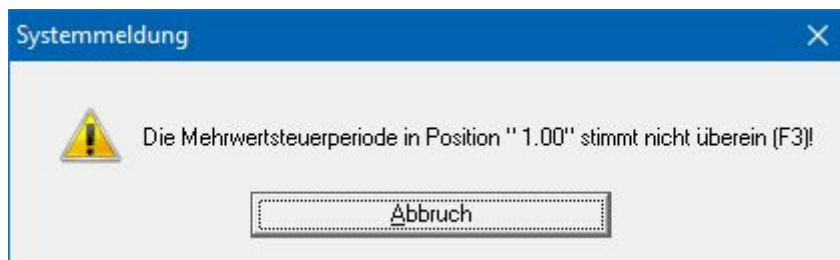 Systemmeldung
Die Mehrwertsteuerperiode in Position " 1.00" stimmt nicht überein (F3)!
Abbruch